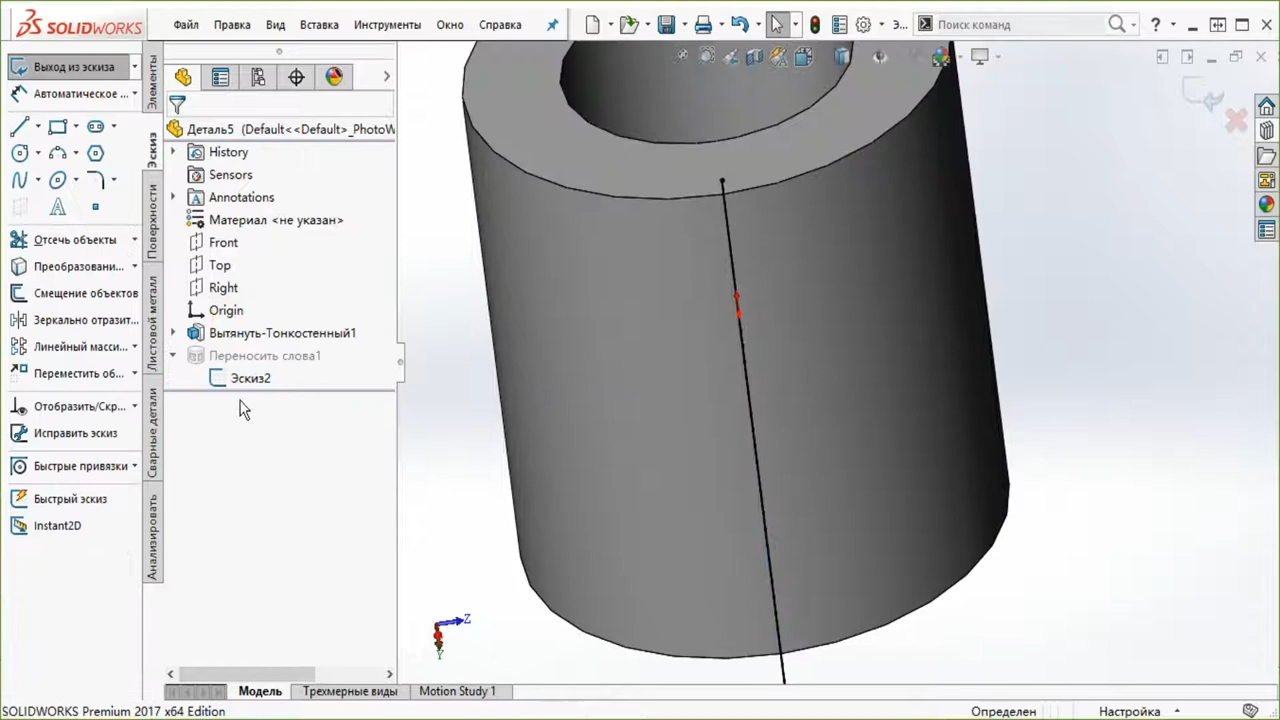 SOLIDWORKS Файл Правка Вид Вставка Инструменты Окно Справка Э... Поиск команд ?
Выход из эскиза
Автоматическое ...
Отсечь объекты
Преобразовани...
Смещение объектов
Зеркально отразит...
Линейный масси...
Переместить об...
Отобразить/Скр...
Исправить эскиз
Быстрые привязки
Быстрый эскиз
Instant2D
Элементы
Эскиз
Поверхности
Листовой металл
Сварные детали
Анализировать
Деталь5 (Default<<Default>_PhotoW
History
Sensors
Annotations
Материал <не указан>
Front
Top
Right
Origin
Вытянуть-Тонкостенный1
Переносить слова1
Эскиз2
Z
Y
Модель Трехмерные виды Motion Study 1
SOLIDWORKS Premium 2017 x64 Edition Определен Настройка